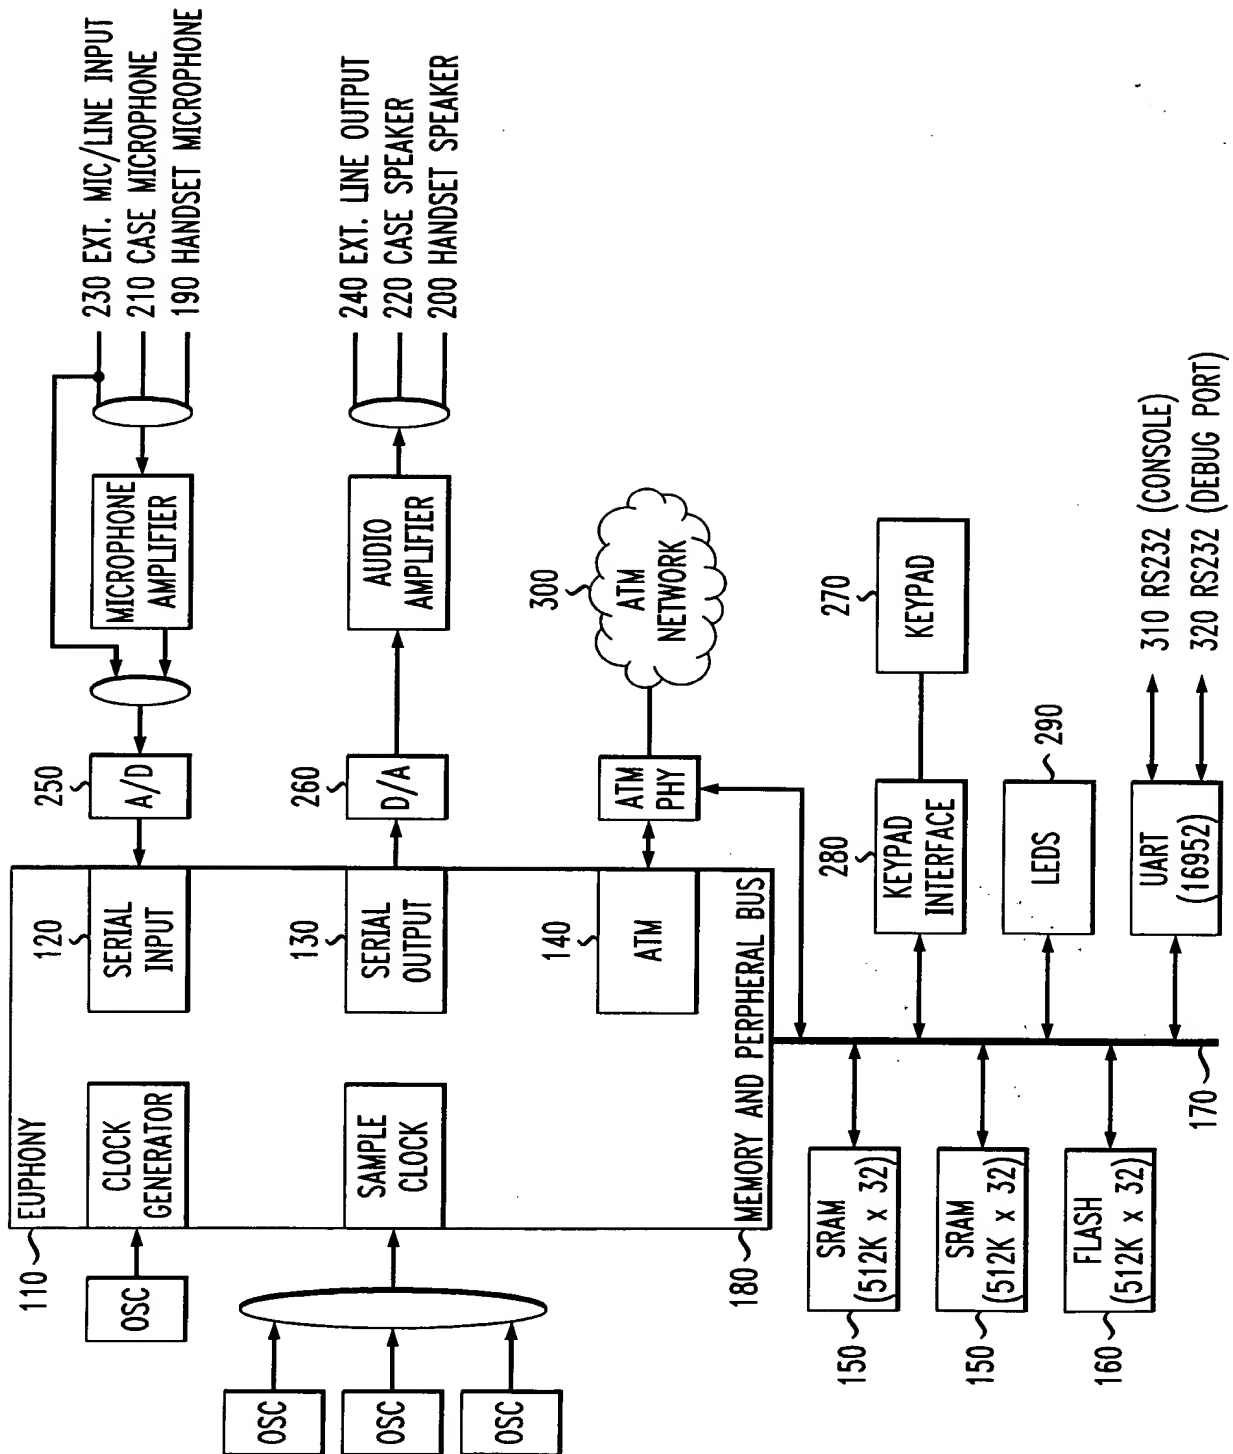 230 EXT. MIC/LINE INPUT
210 CASE MICROPHONE
190 HANDSET MICROPHONE
240 EXT. LINE OUTPUT
220 CASE SPEAKER
200 HANDSET SPEAKER
MICROPHONE
AMPLIFIER
AUDIO
AMPLIFIER
300
ATM
NETWORK
270
KEYPAD
310 RS232 (CONSOLE)
320 RS232 (DEBUG PORT)
250
A/D
260
D/A
ATM
PHY
280
KEYPAD
INTERFACE
290
LEDS
UART
(16952)
120
SERIAL
INPUT
130
SERIAL
OUTPUT
140
ATM
110
EUPHONY
CLOCK
GENERATOR
SAMPLE
CLOCK
180
MEMORY AND PERPHERAL BUS
170
OSC
OSC
OSC
OSC
150
SRAM
(512K x 32)
150
SRAM
(512K x 32)
160
FLASH
(512K x 32)